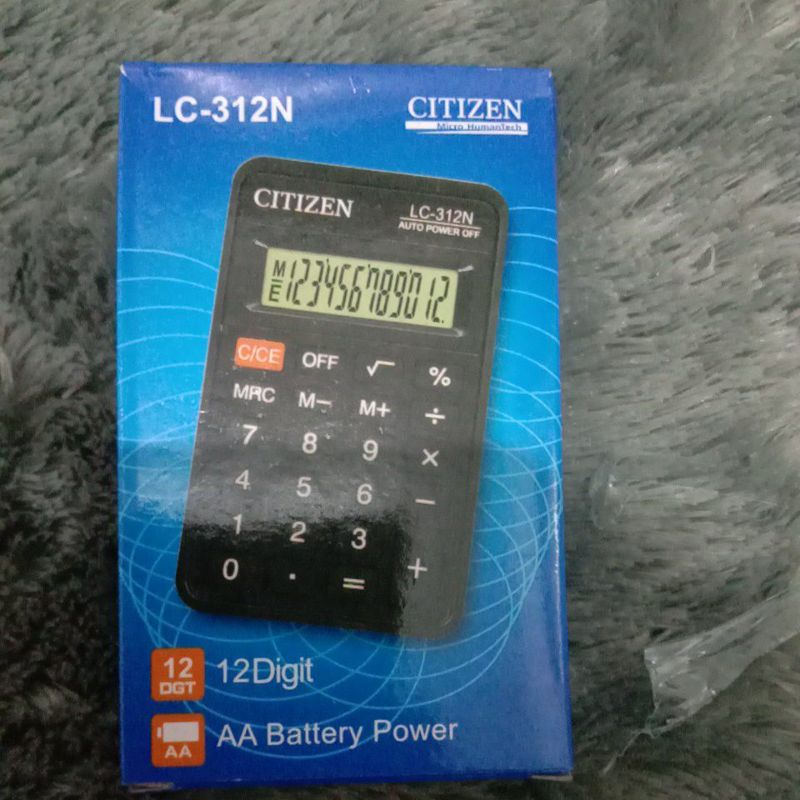 LC-312N
CITIZEN
Micro HumanTech
CITIZEN
LC-312N
AUTO POWER OFF
M
E
123456789012.
C/CE OFF √ %
MRC M− M+ ÷
7 8 9 ×
4 5 6 −
1 2 3
0 . = +
12
DGT
12Digit
AA
AA Battery Power